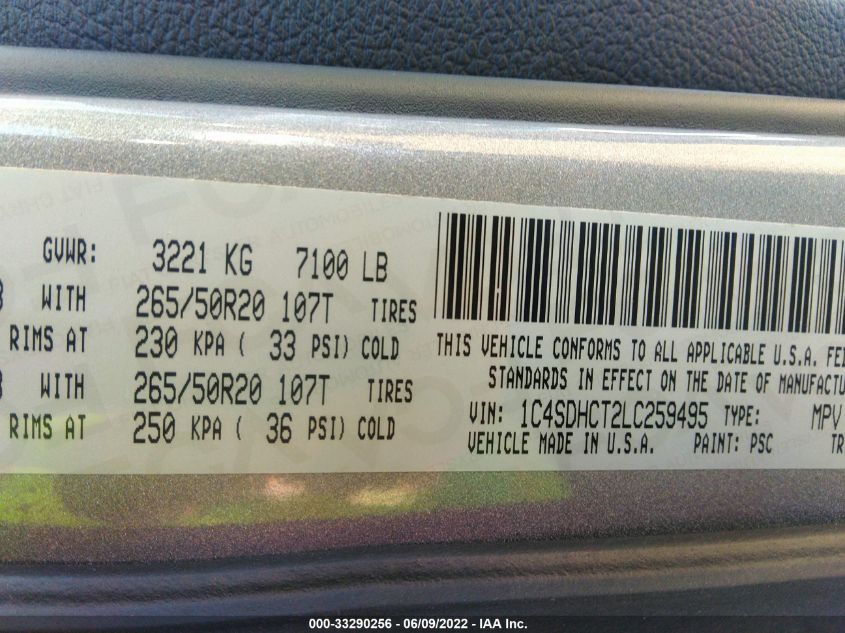 GVWR: 3221 KG 7100 LB
WITH 265/50R20 107T TIRES
RIMS AT 230 KPA ( 33 PSI) COLD
WITH 265/50R20 107T TIRES
RIMS AT 250 KPA ( 36 PSI) COLD
THIS VEHICLE CONFORMS TO ALL APPLICABLE U.S.A. FE
STANDARDS IN EFFECT ON THE DATE OF MANUFACTU
VIN: 1C4SDHCT2LC259495 TYPE: MPV
VEHICLE MADE IN U.S.A. PAINT: PSC TR
000-33290256 - 06/09/2022 - IAA Inc.